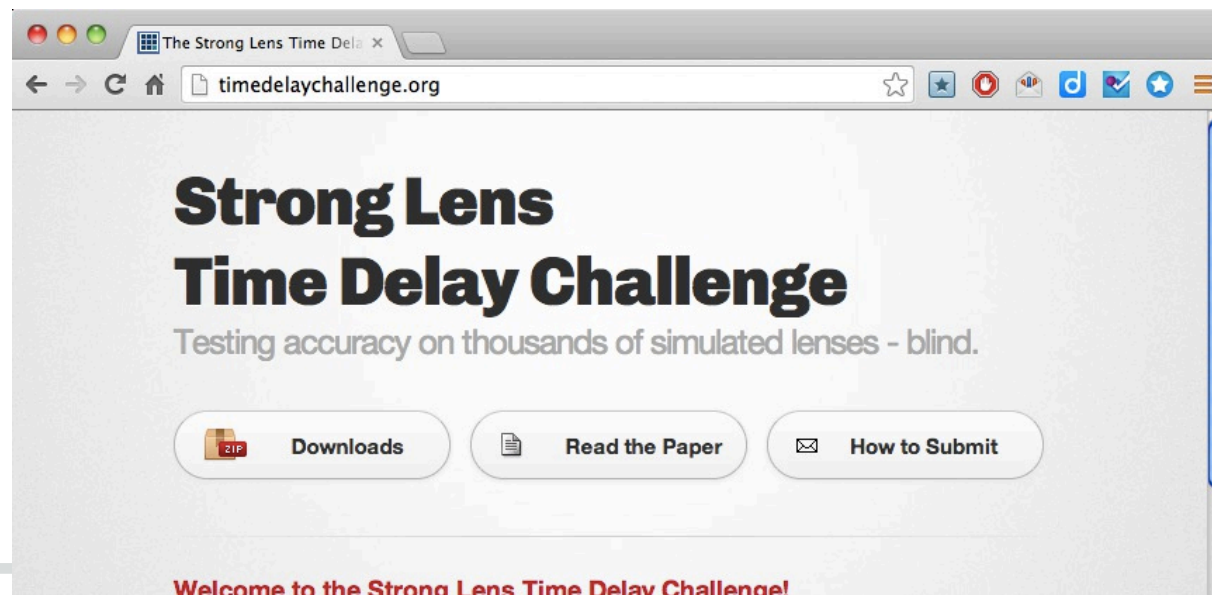 The Strong Lens Time Dela
timedelaychallenge.org
Strong Lens
Time Delay Challenge
Testing accuracy on thousands of simulated lenses - blind.
ZIP Downloads Read the Paper How to Submit
Welcome to the Strong Lens Time Delay Challenge!